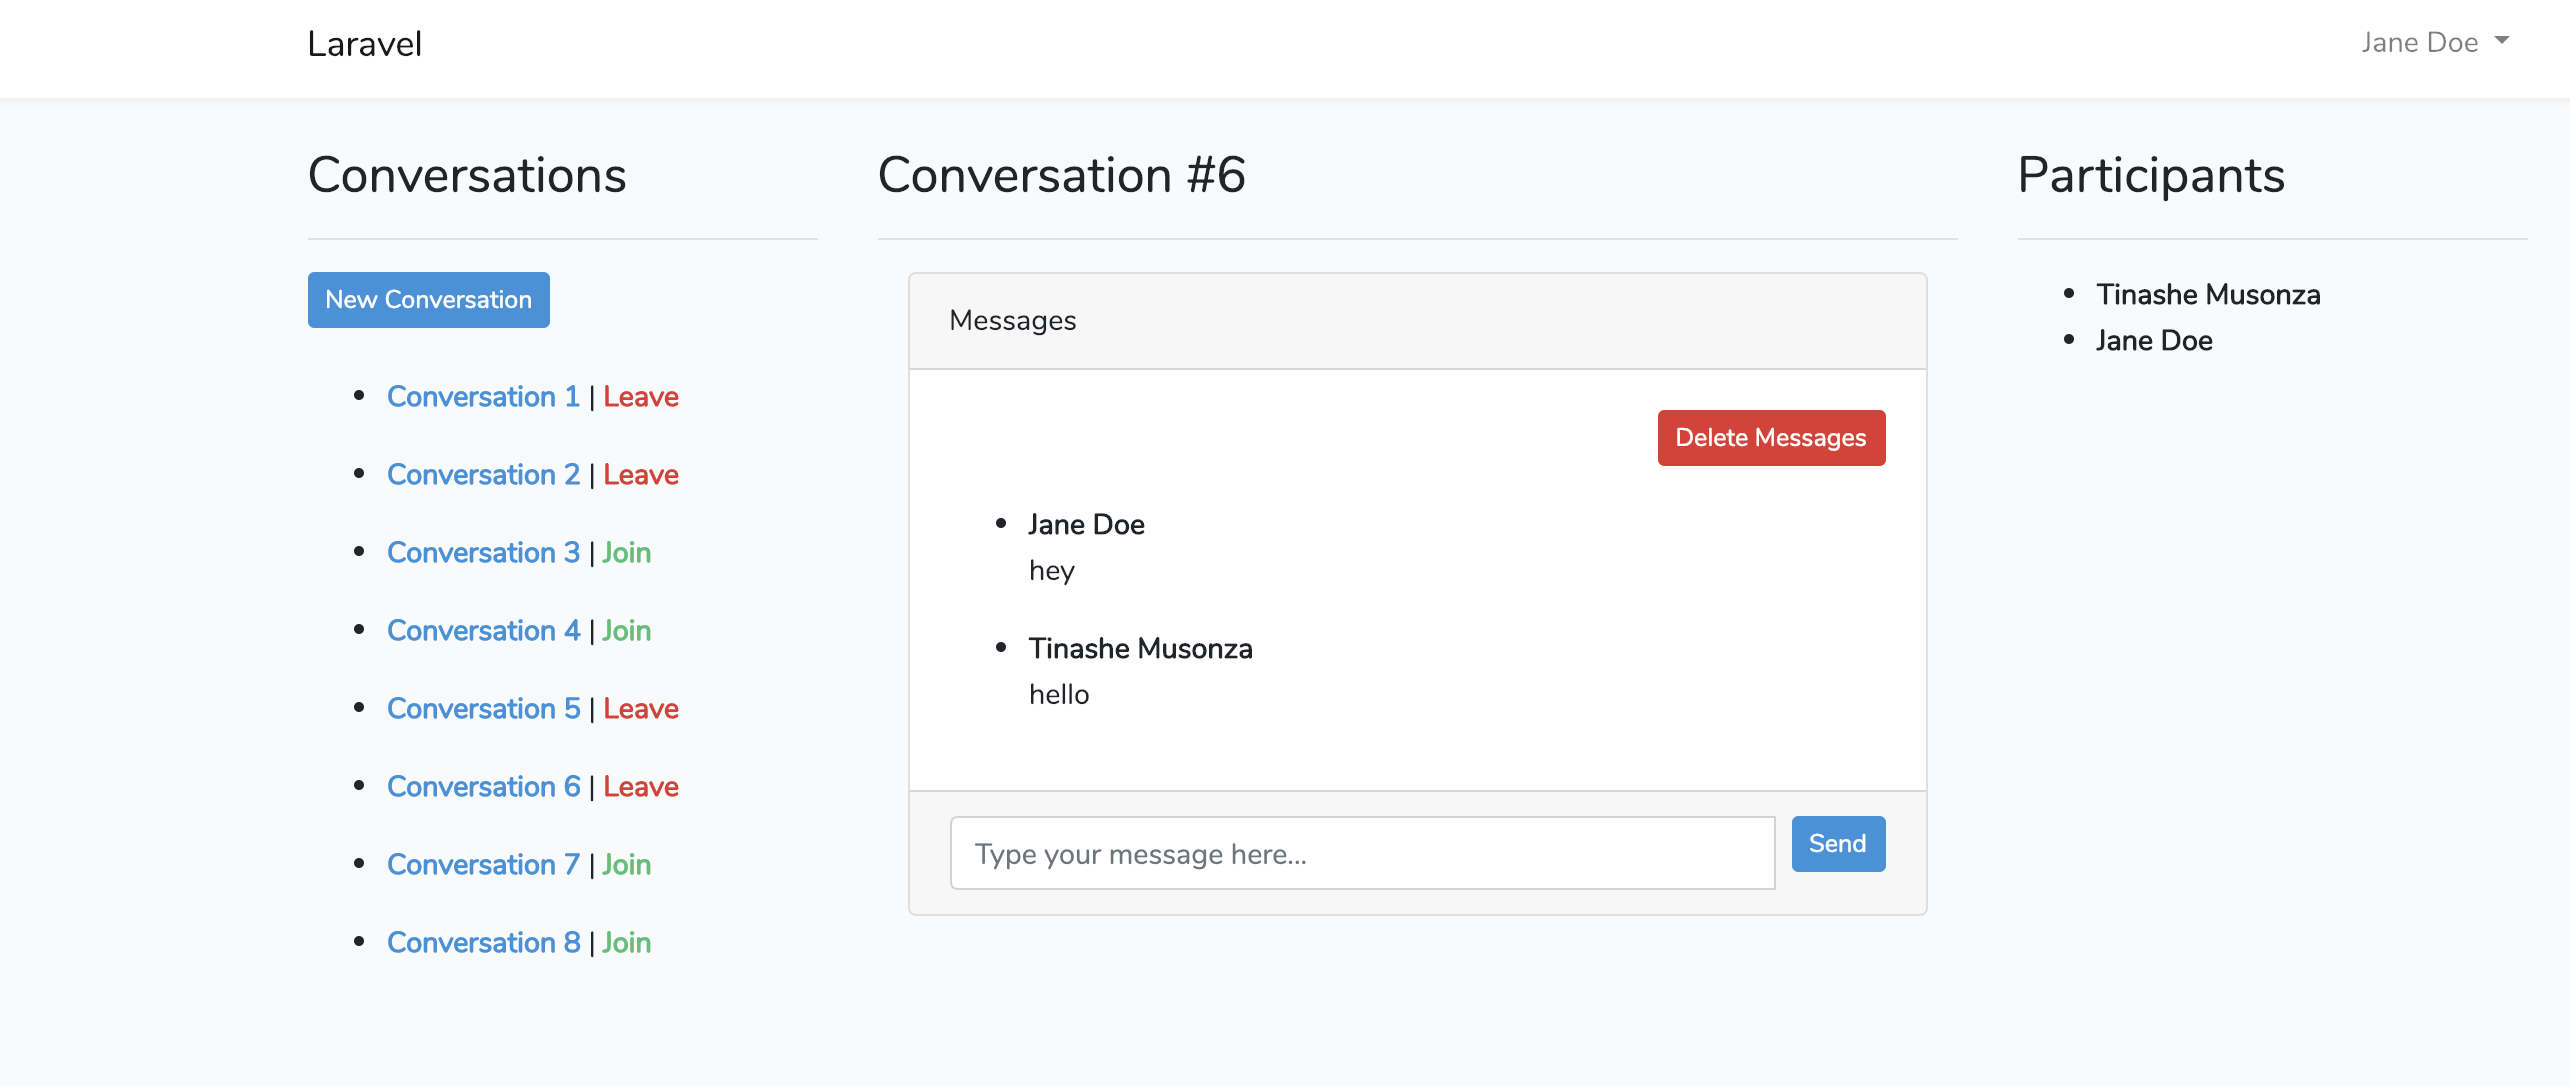 Laravel
Jane Doe
Conversations
New Conversation
Conversation 1 | Leave
Conversation 2 | Leave
Conversation 3 | Join
Conversation 4 | Join
Conversation 5 | Leave
Conversation 6 | Leave
Conversation 7 | Join
Conversation 8 | Join
Conversation #6
Messages
Delete Messages
Jane Doe
hey
Tinashe Musonza
hello
Type your message here...
Send
Participants
Tinashe Musonza
Jane Doe